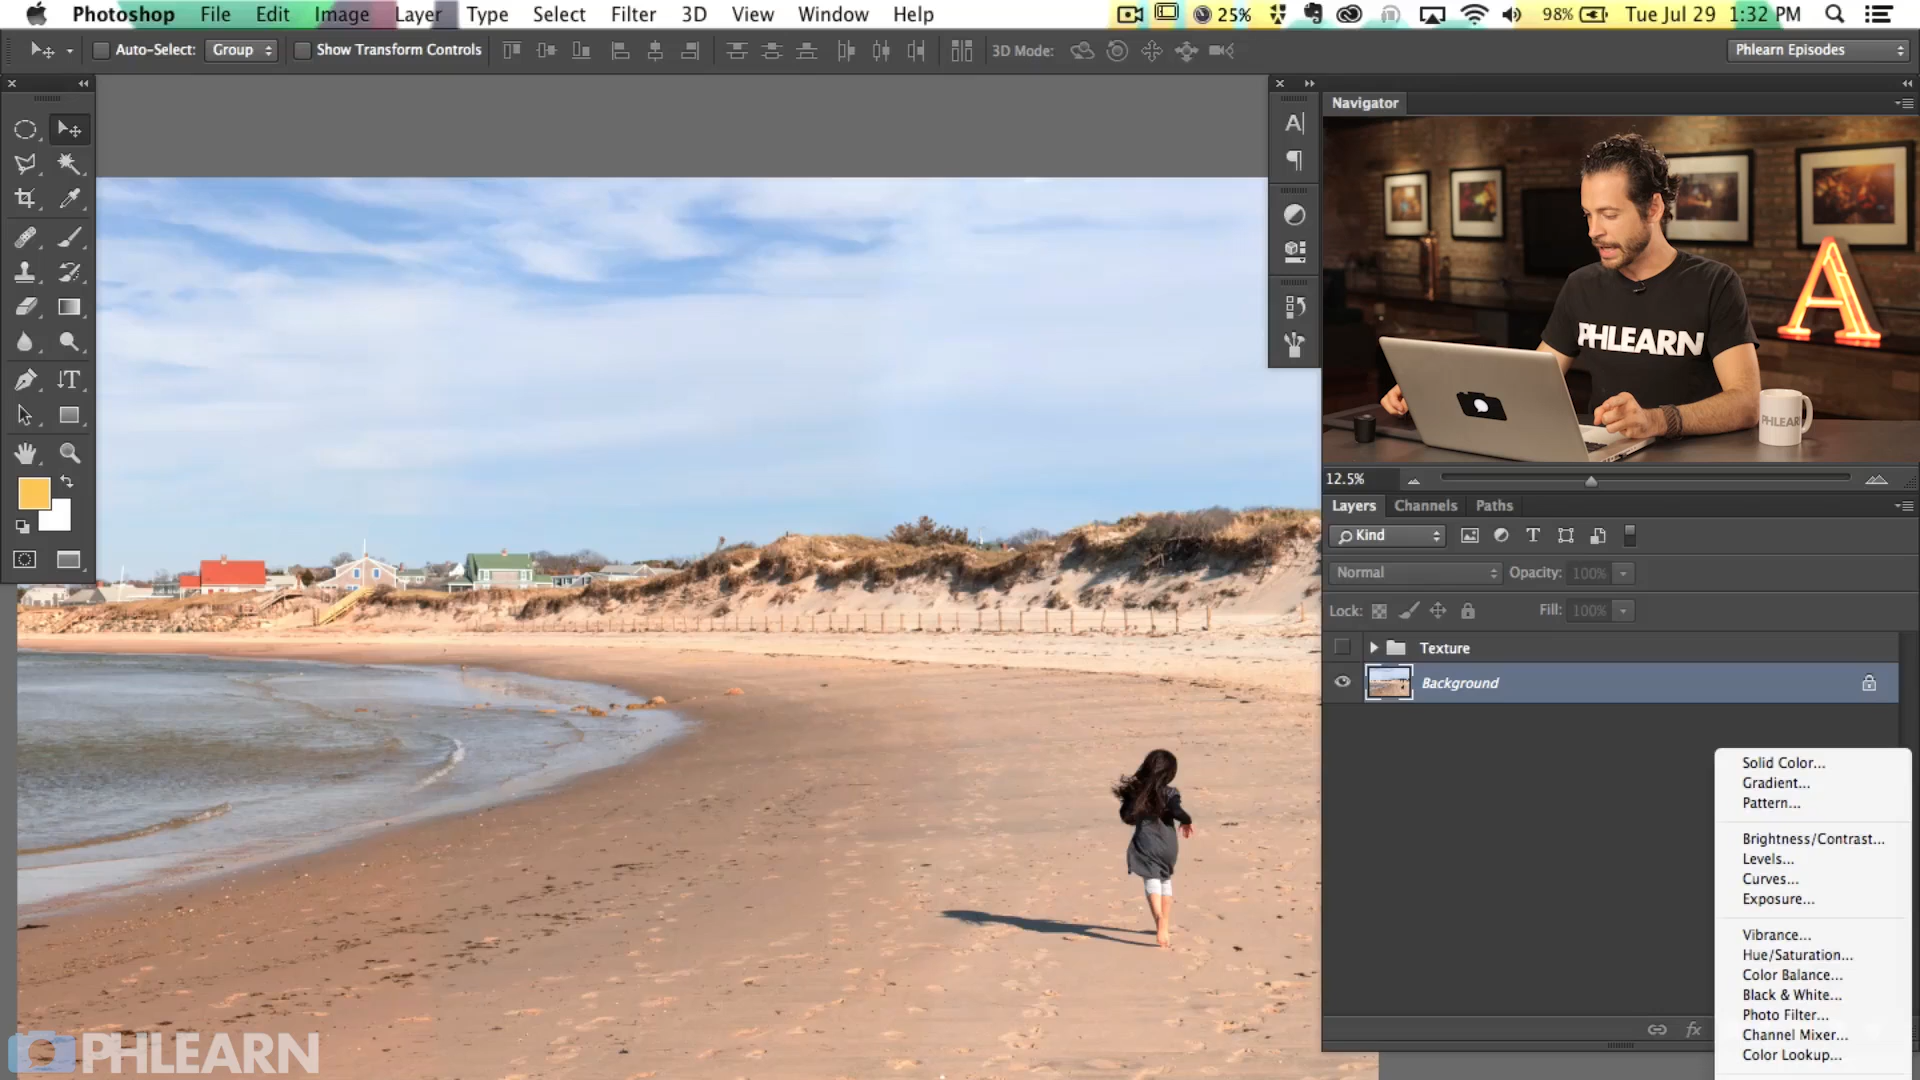 Photoshop File Edit Image Layer Type Select Filter 3D View Window Help 25% 98% Tue Jul 29 1:32 PM
Auto-Select: Group Show Transform Controls 3D Mode: Phlearn Episodes
Navigator
PHLEARN
PHLEARN
12.5%
Layers Channels Paths
Kind
Normal Opacity: 100%
Lock: Fill: 100%
Texture
Background
Solid Color...
Gradient...
Pattern...
Brightness/Contrast...
Levels...
Curves...
Exposure...
Vibrance...
Hue/Saturation...
Color Balance...
Black & White...
Photo Filter...
Channel Mixer...
Color Lookup...
fx
PHLEARN